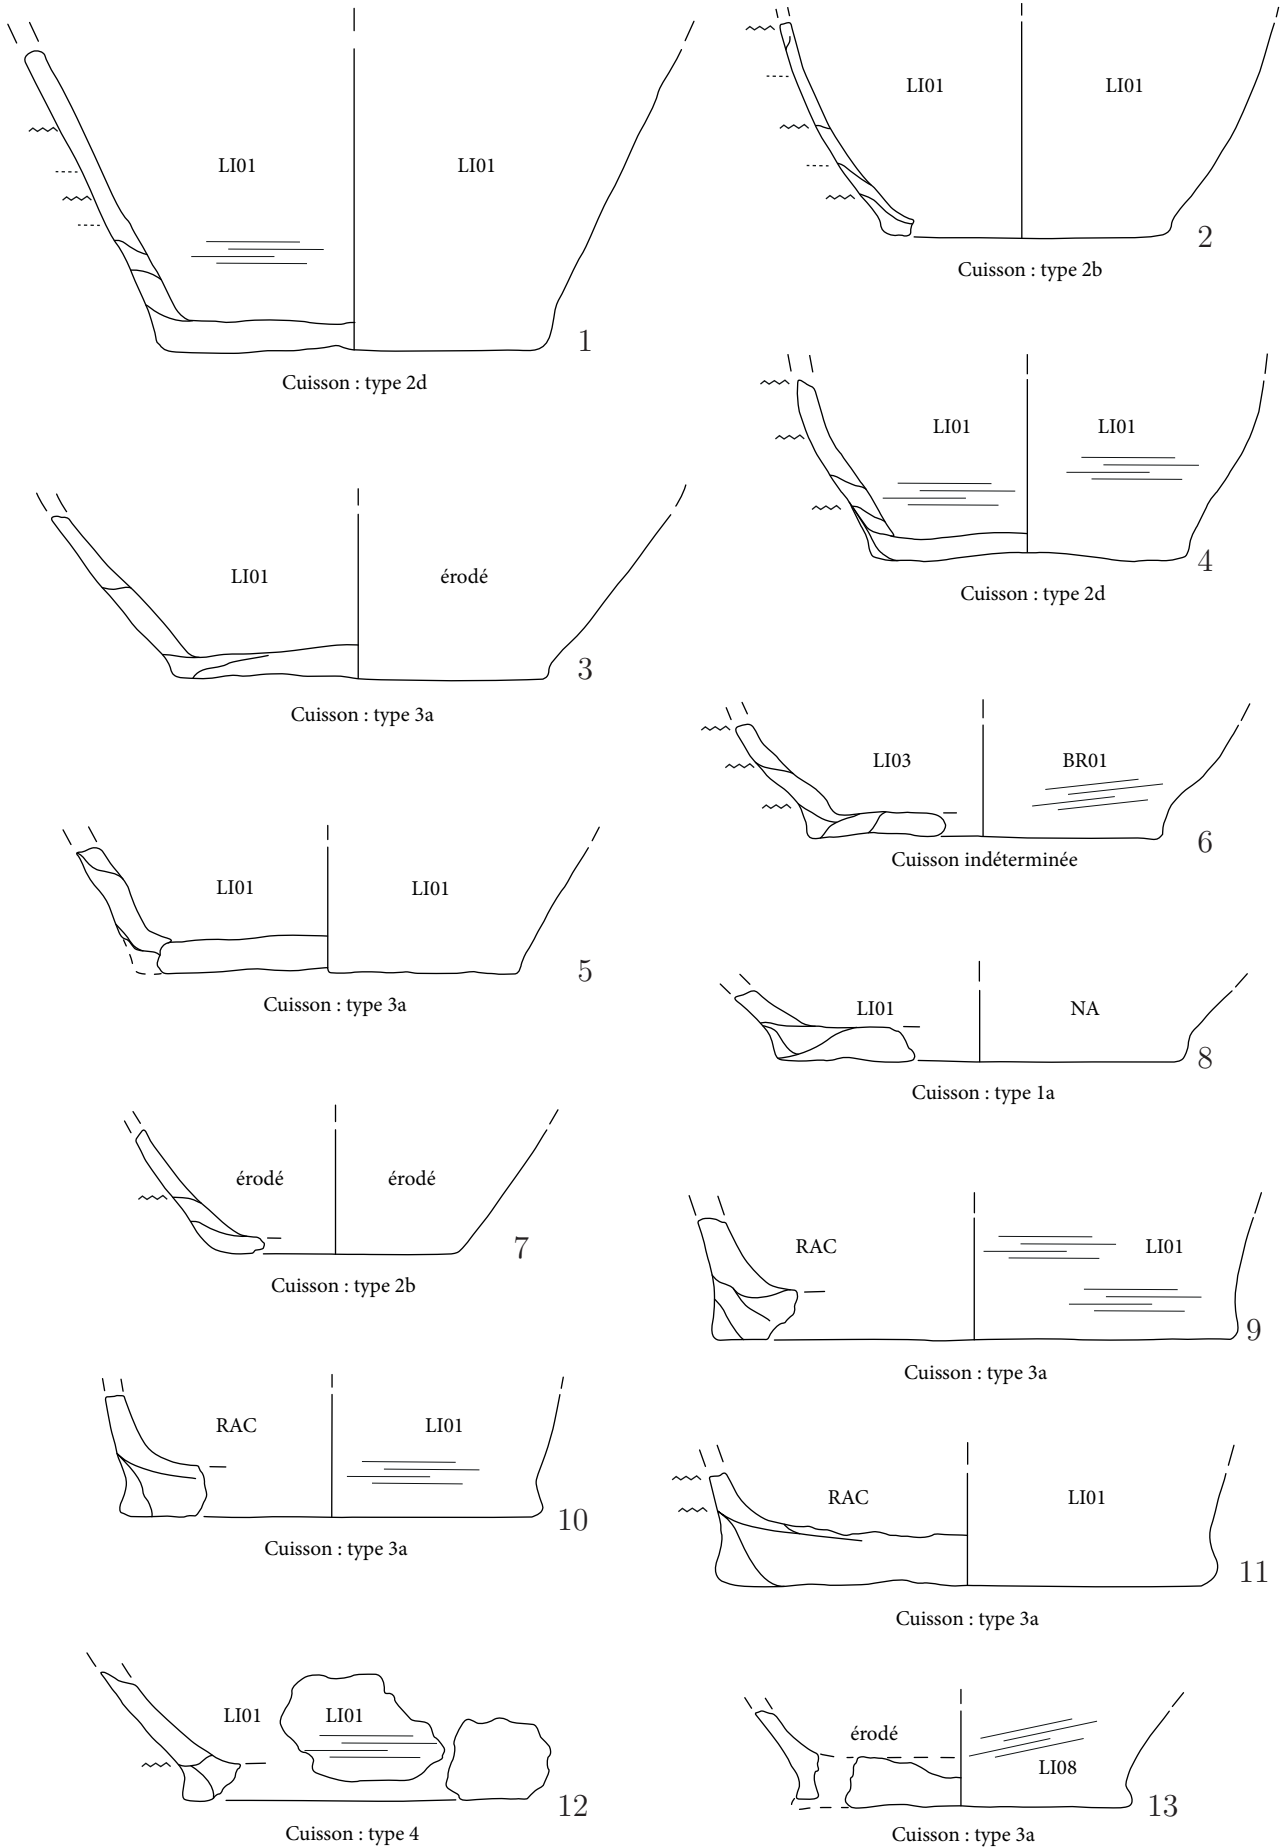 LI01 LI01
1
Cuisson : type 2d
LI01 LI01
2
Cuisson : type 2b
LI01 érodé
3
Cuisson : type 3a
LI01 LI01
4
Cuisson : type 2d
LI01 LI01
5
Cuisson : type 3a
LI03 BR01
6
Cuisson indéterminée
érodé érodé
7
Cuisson : type 2b
LI01 NA
8
Cuisson : type 1a
RAC LI01
9
Cuisson : type 3a
RAC LI01
10
Cuisson : type 3a
RAC LI01
11
Cuisson : type 3a
LI01 LI01
12
Cuisson : type 4
érodé
LI08
13
Cuisson : type 3a